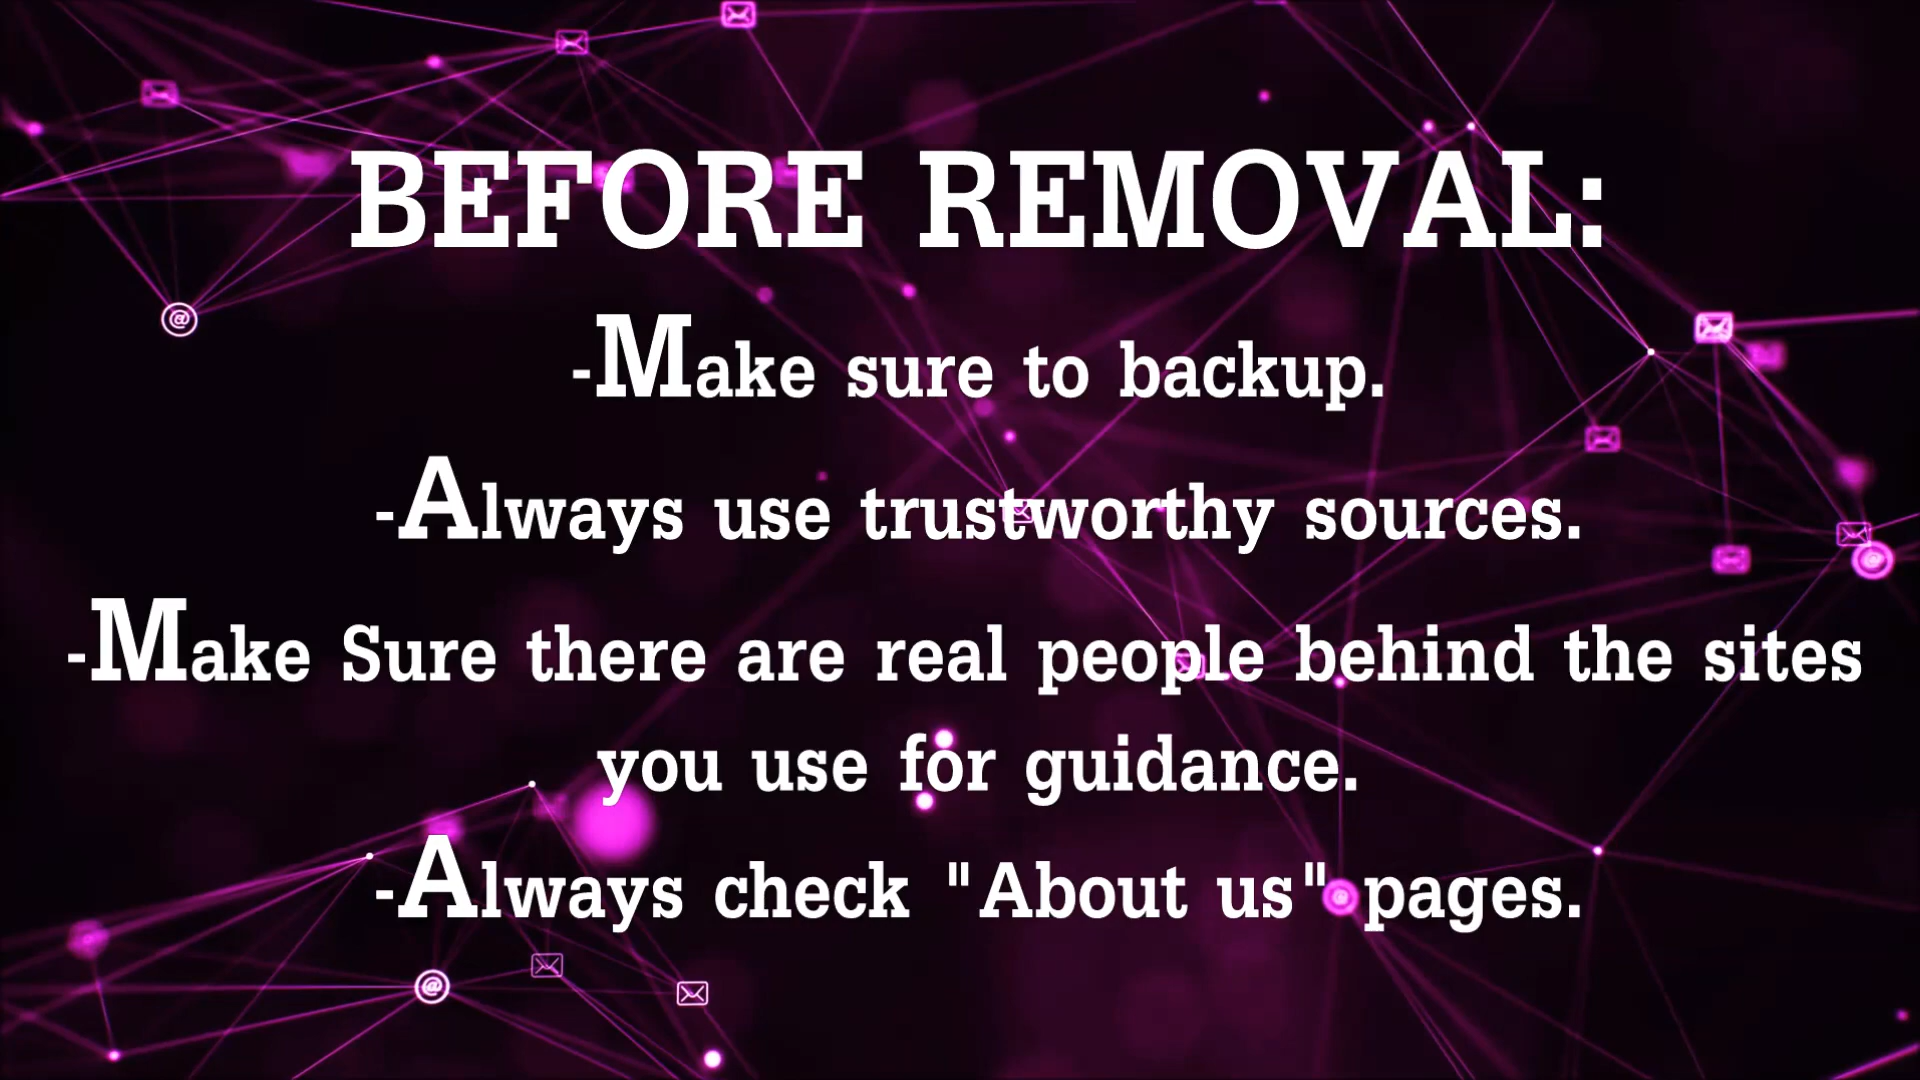 BEFORE REMOVAL:
-Make sure to backup.
-Always use trustworthy sources.
-Make Sure there are real people behind the sites
you use for guidance.
-Always check "About us" pages.